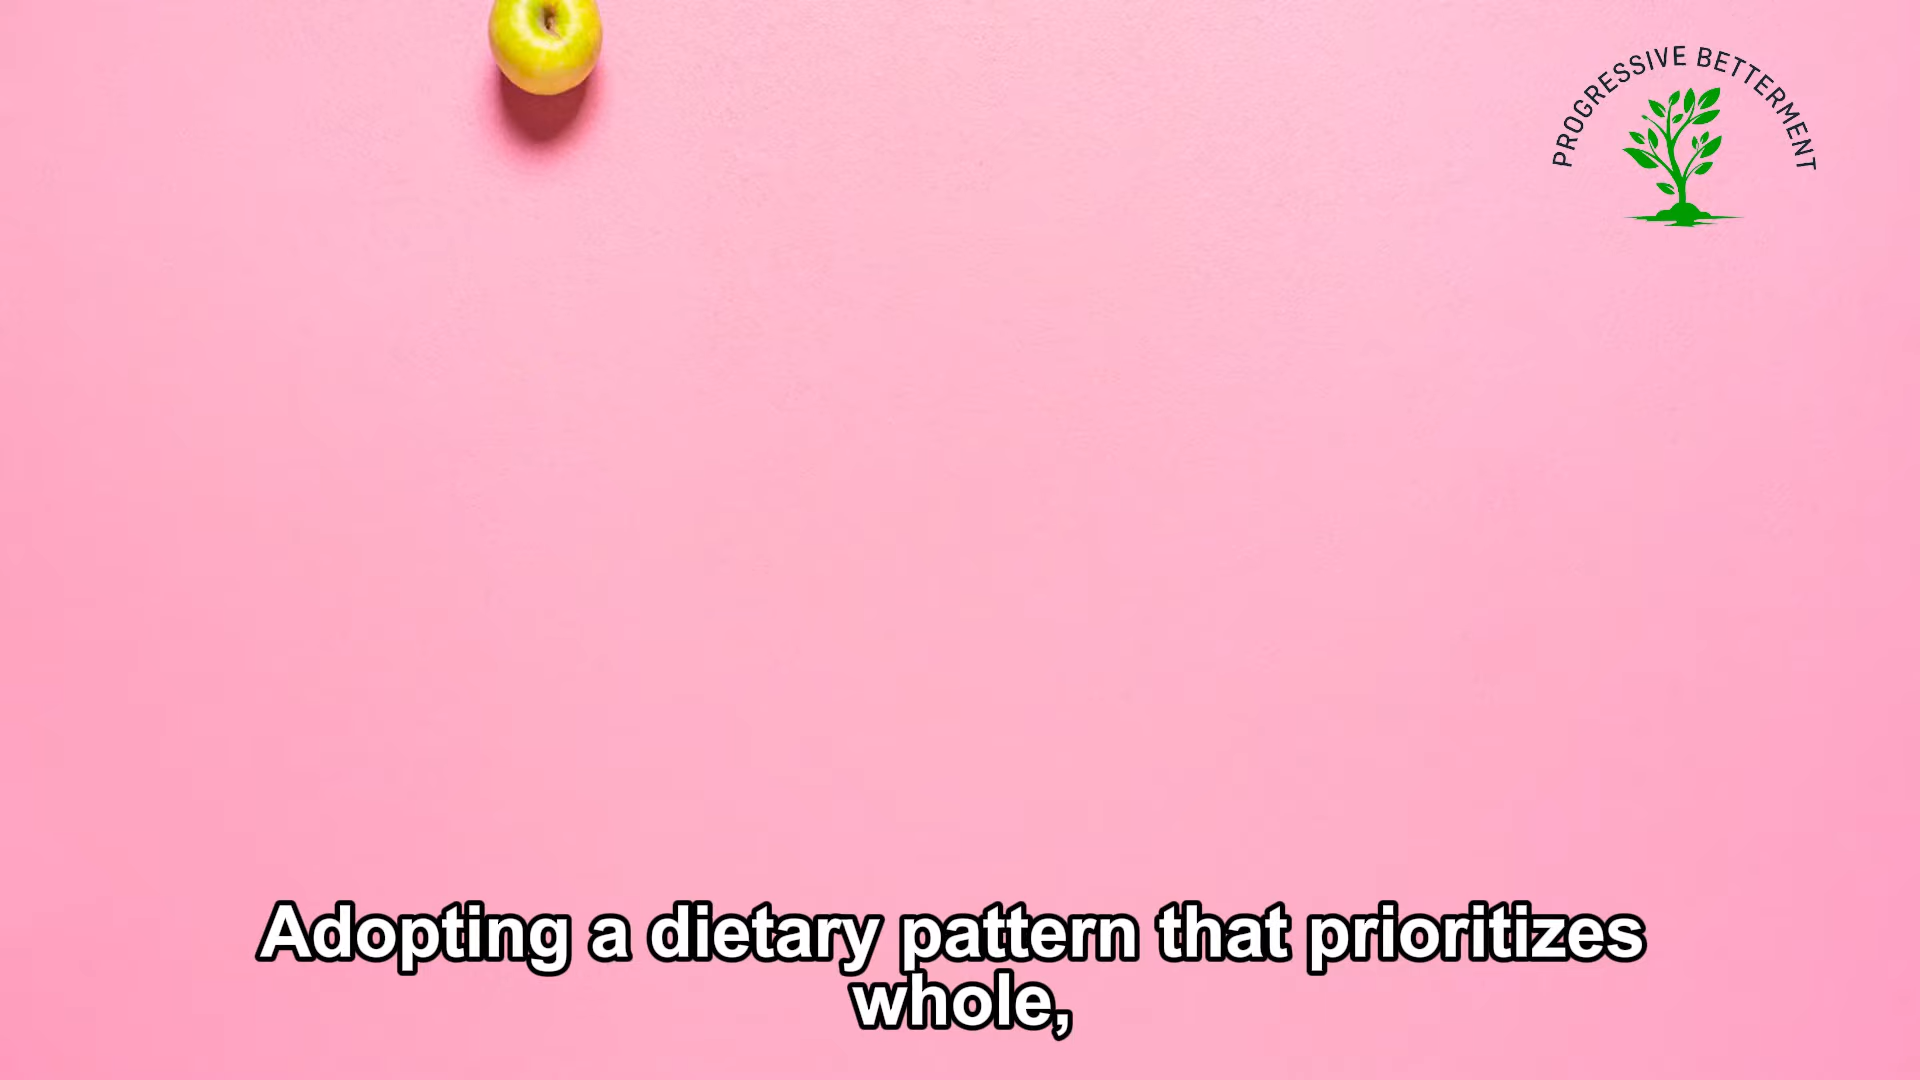 PROGRESSIVE BETTERMENT
Adopting a dietary pattern that prioritizes
whole,